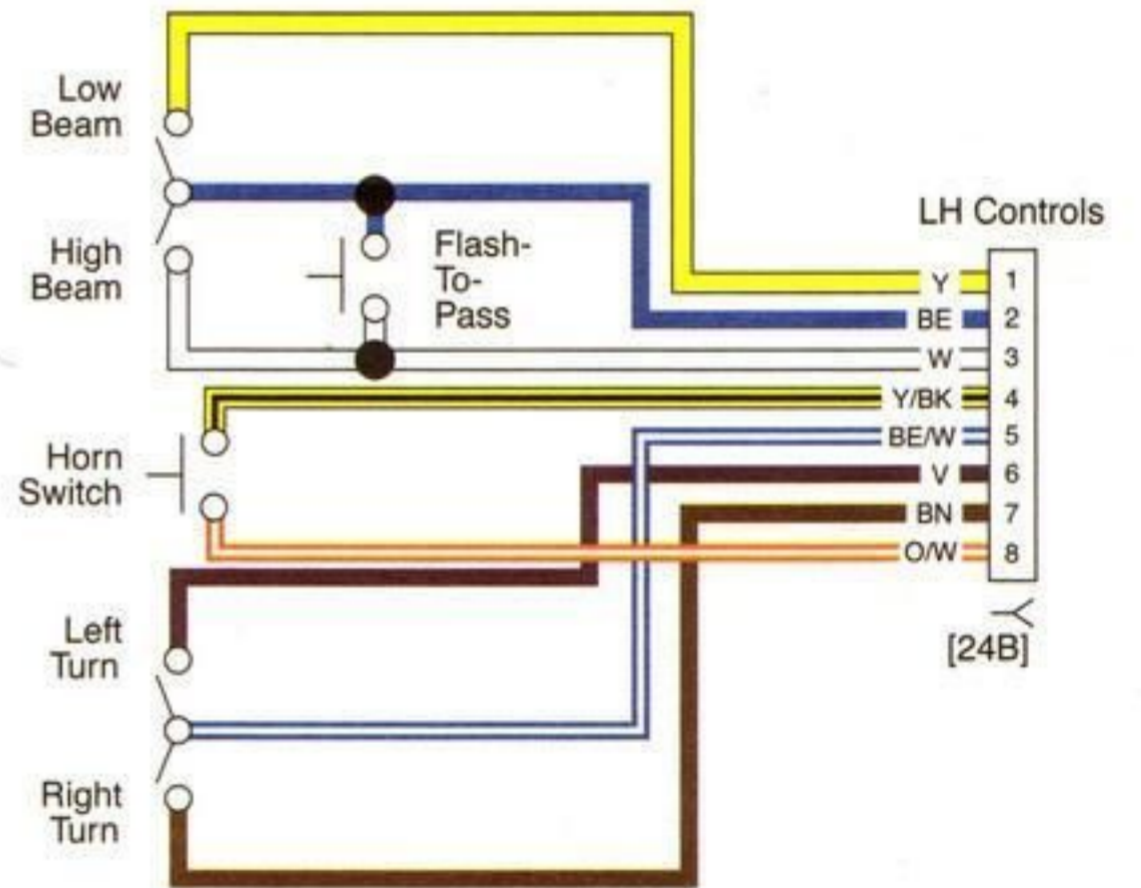 Low
Beam
High
Beam
Flash-
To-
Pass
LH Controls
Y 1
BE 2
W 3
Y/BK 4
BE/W 5
V 6
BN 7
O/W 8
Horn
Switch
[24B]
Left
Turn
Right
Turn